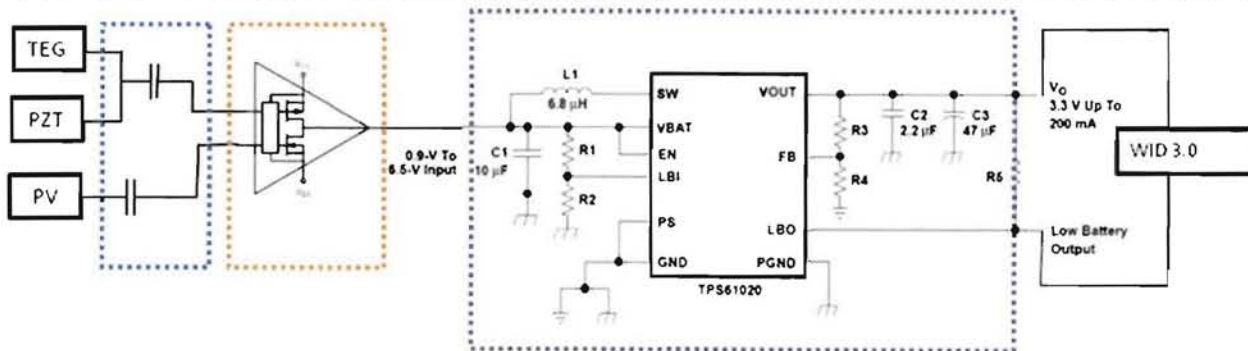 TEG
PZT
PV
0.9-V To
6.5-V Input
L1
6.8 µH
C1
10 µF
R1
R2
SW
VBAT
EN
LBI
PS
GND
VOUT
FB
LBO
PGND
TPS61020
R3
R4
C2
2.2 µF
C3
47 µF
R5
VO
3.3 V Up To
200 mA
Low Battery
Output
WID 3.0